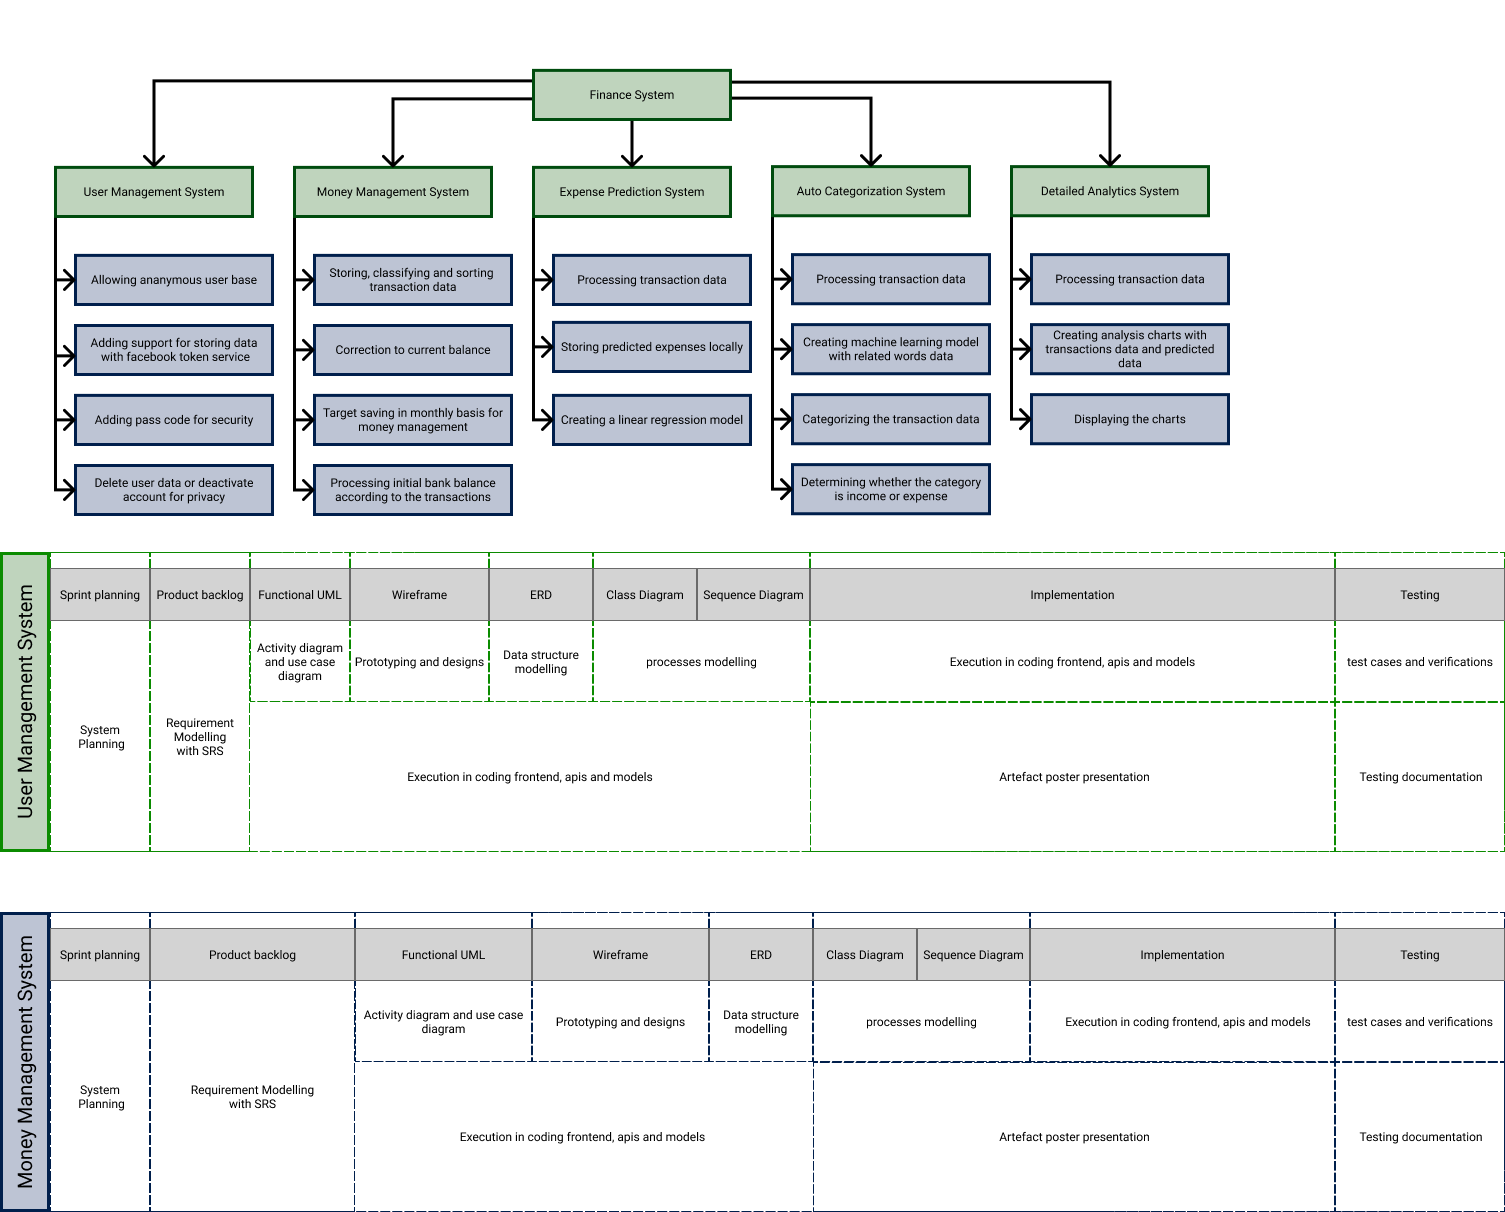 Finance System
User Management System
Money Management System
Expense Prediction System
Auto Categorization System
Detailed Analytics System
Allowing ananymous user base
Adding support for storing data
with facebook token service
Adding pass code for security
Delete user data or deactivate
account for privacy
Storing, classifying and sorting
transaction data
Correction to current balance
Target saving in monthly basis for
money management
Processing initial bank balance
according to the transactions
Processing transaction data
Storing predicted expenses locally
Creating a linear regression model
Processing transaction data
Creating machine learning model
with related words data
Categorizing the transaction data
Determining whether the category
is income or expense
Processing transaction data
Creating analysis charts with
transactions data and predicted
data
Displaying the charts
User Management System
Sprint planning
Product backlog
Functional UML
Wireframe
ERD
Class Diagram
Sequence Diagram
Implementation
Testing
System
Planning
Requirement
Modelling
with SRS
Activity diagram
and use case
diagram
Prototyping and designs
Data structure
modelling
processes modelling
Execution in coding frontend, apis and models
test cases and verifications
Execution in coding frontend, apis and models
Artefact poster presentation
Testing documentation
Money Management System
Sprint planning
Product backlog
Functional UML
Wireframe
ERD
Class Diagram
Sequence Diagram
Implementation
Testing
System
Planning
Requirement Modelling
with SRS
Activity diagram and use case
diagram
Prototyping and designs
Data structure
modelling
processes modelling
Execution in coding frontend, apis and models
test cases and verifications
Execution in coding frontend, apis and models
Artefact poster presentation
Testing documentation